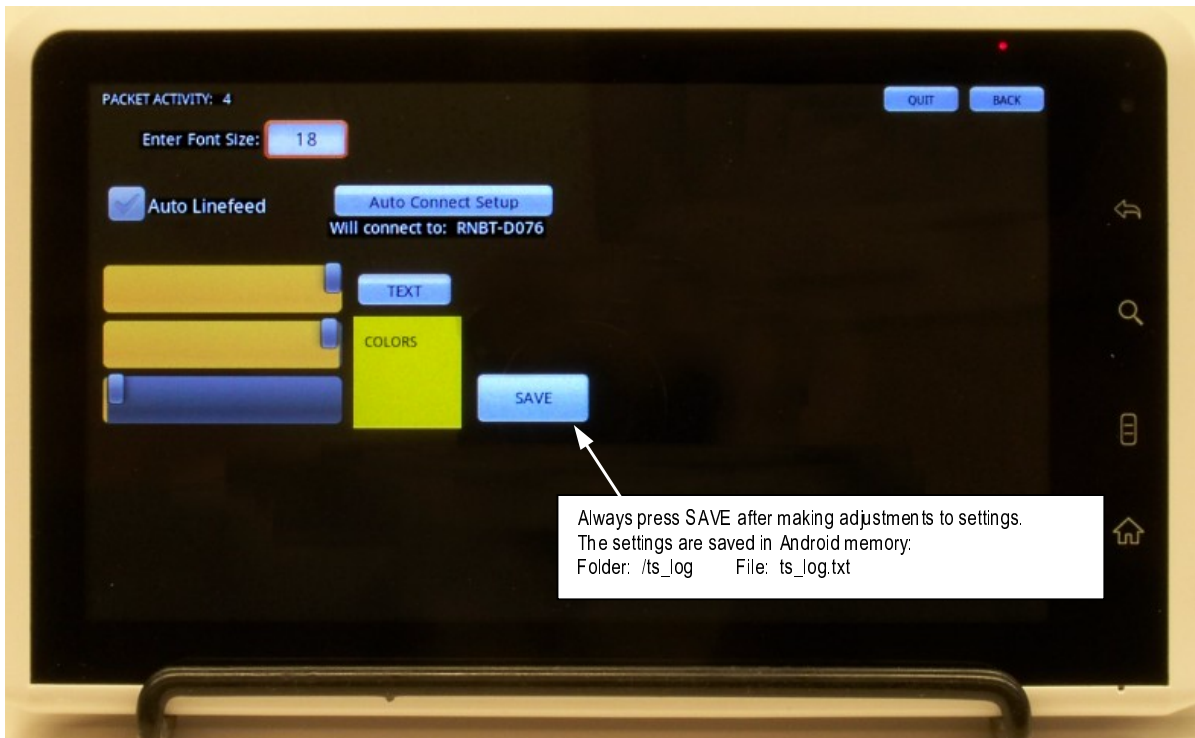 PACKET ACTIVITY: 4
QUIT
BACK
Enter Font Size: 18
Auto Linefeed
Auto Connect Setup
Will connect to: RNBT-D076
TEXT
COLORS
SAVE
Always press SAVE after making adjustments to settings.
The settings are saved in Android memory:
Folder: /ts_log File: ts_log.txt